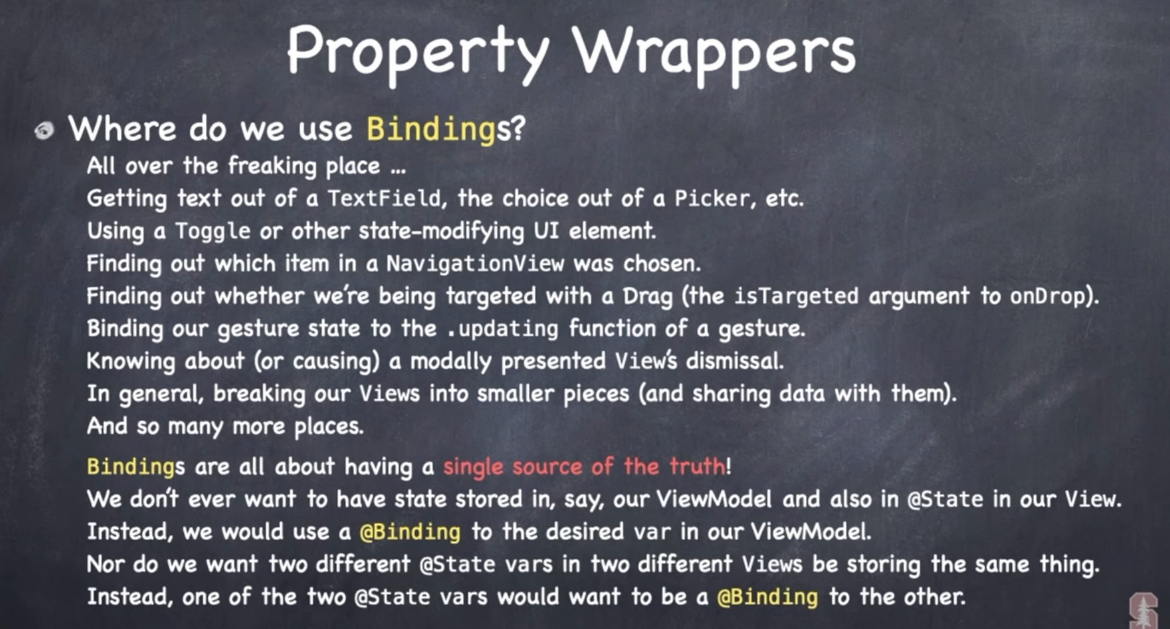 Property Wrappers
Where do we use Bindings?
All over the freaking place ...
Getting text out of a TextField, the choice out of a Picker, etc.
Using a Toggle or other state-modifying UI element.
Finding out which item in a NavigationView was chosen.
Finding out whether we're being targeted with a Drag (the isTargeted argument to onDrop).
Binding our gesture state to the .updating function of a gesture.
Knowing about (or causing) a modally presented View's dismissal.
In general, breaking our Views into smaller pieces (and sharing data with them).
And so many more places.
Bindings are all about having a single source of the truth!
We don't ever want to have state stored in, say, our ViewModel and also in @State in our View.
Instead, we would use a @Binding to the desired var in our ViewModel.
Nor do we want two different @State vars in two different Views be storing the same thing.
Instead, one of the two @State vars would want to be a @Binding to the other.